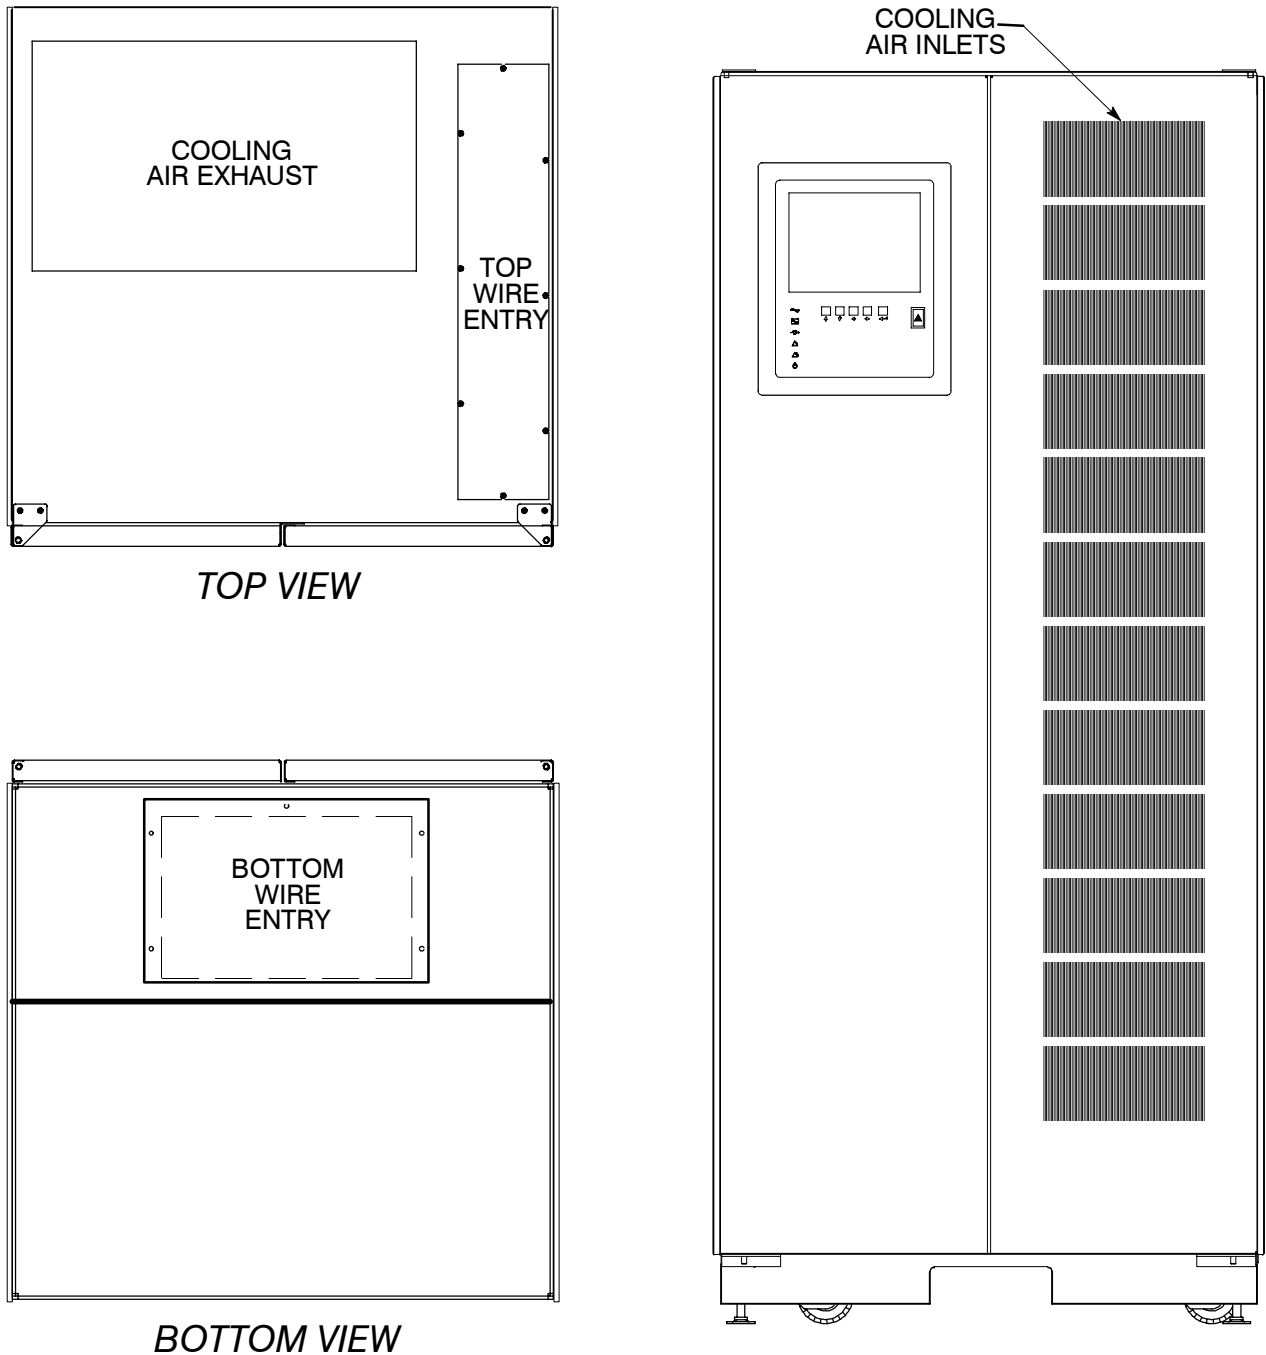 COOLING
AIR EXHAUST
TOP
WIRE
ENTRY
TOP VIEW
COOLING
AIR INLETS
BOTTOM
WIRE
ENTRY
BOTTOM VIEW